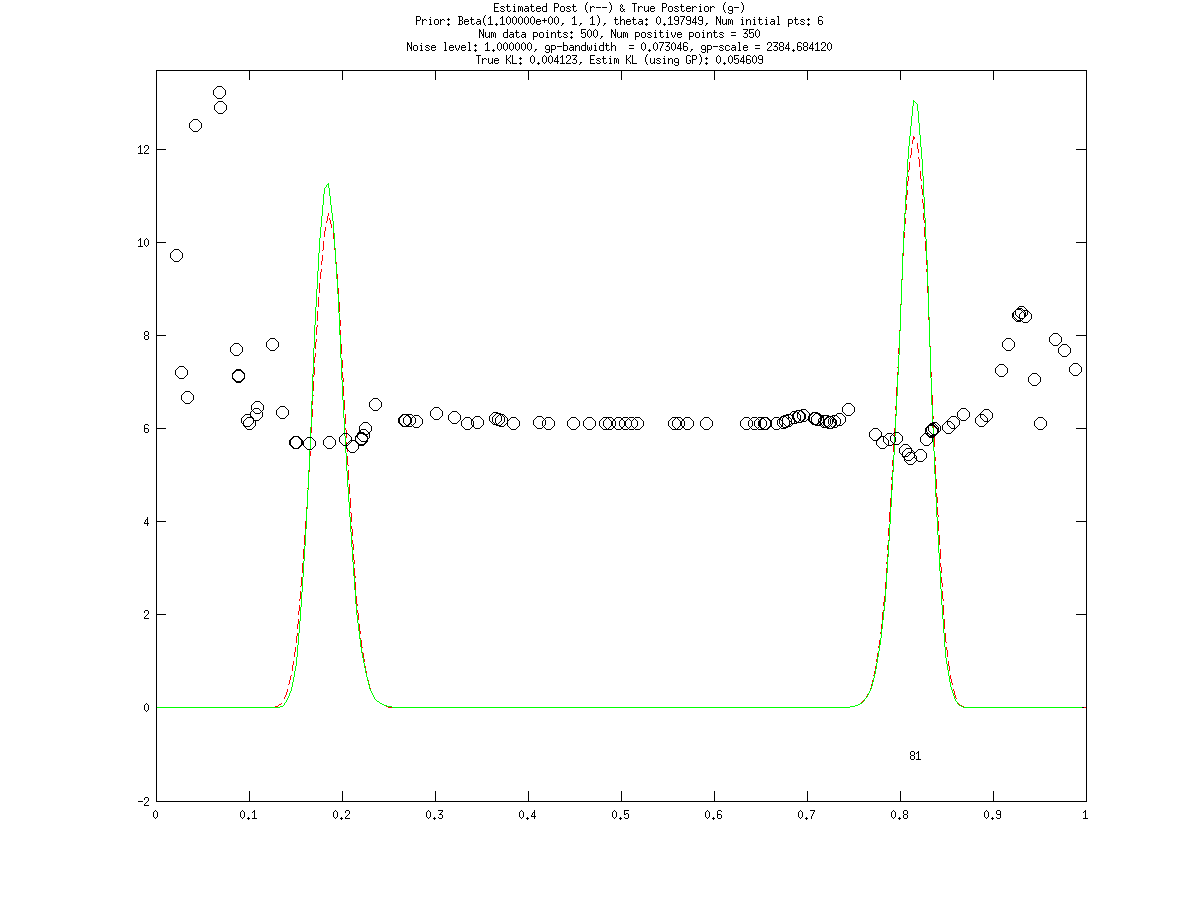 Estimated Post (r--) & True Posterior (g-)
Prior: Beta(1.100000e+00, 1, 1), theta: 0.197949, Num initial pts: 6
Num data points: 500, Num positive points = 350
Noise level: 1.000000, gp-bandwidth  = 0.073046, gp-scale = 2384.684120
True KL: 0.004123, Estim KL (using GP): 0.054609
12
10
8
6
4
2
0
81
-2
0 0.1 0.2 0.3 0.4 0.5 0.6 0.7 0.8 0.9 1